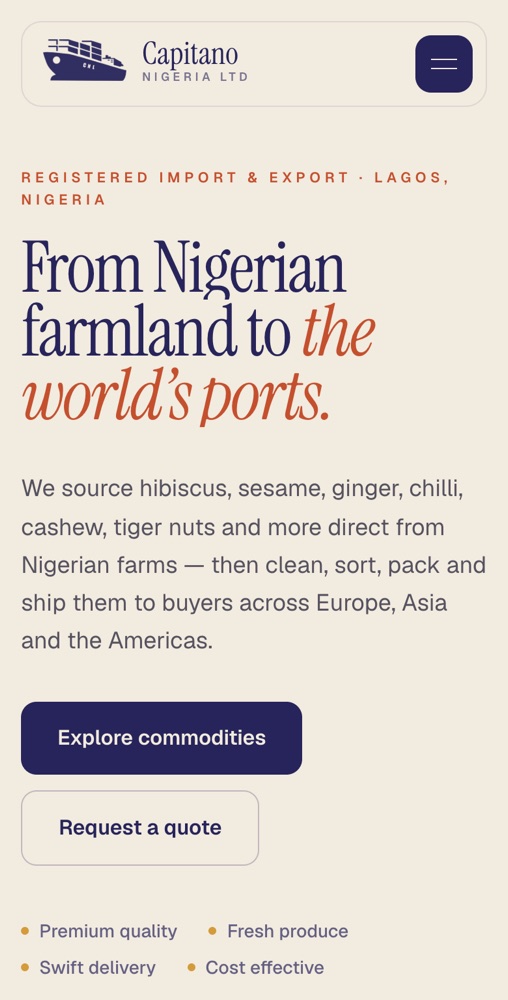 Capitano
NIGERIA LTD
CNL
REGISTERED IMPORT & EXPORT · LAGOS,
NIGERIA
From Nigerian
farmland to the
world’s ports.
We source hibiscus, sesame, ginger, chilli,
cashew, tiger nuts and more direct from
Nigerian farms — then clean, sort, pack and
ship them to buyers across Europe, Asia
and the Americas.
Explore commodities
Request a quote
Premium quality
Fresh produce
Swift delivery
Cost effective